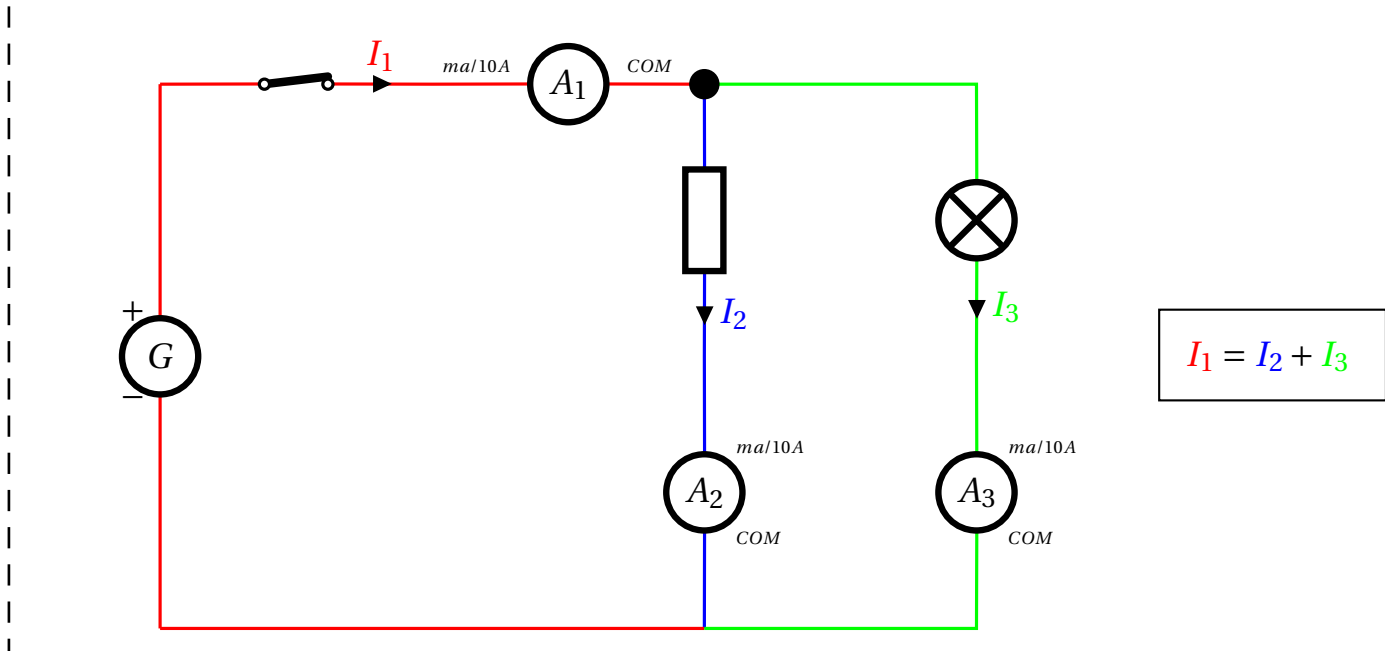 I1
ma/10A
A1
COM
+
G
−
I2
I3
I1 = I2 + I3
ma/10A
A2
COM
ma/10A
A3
COM